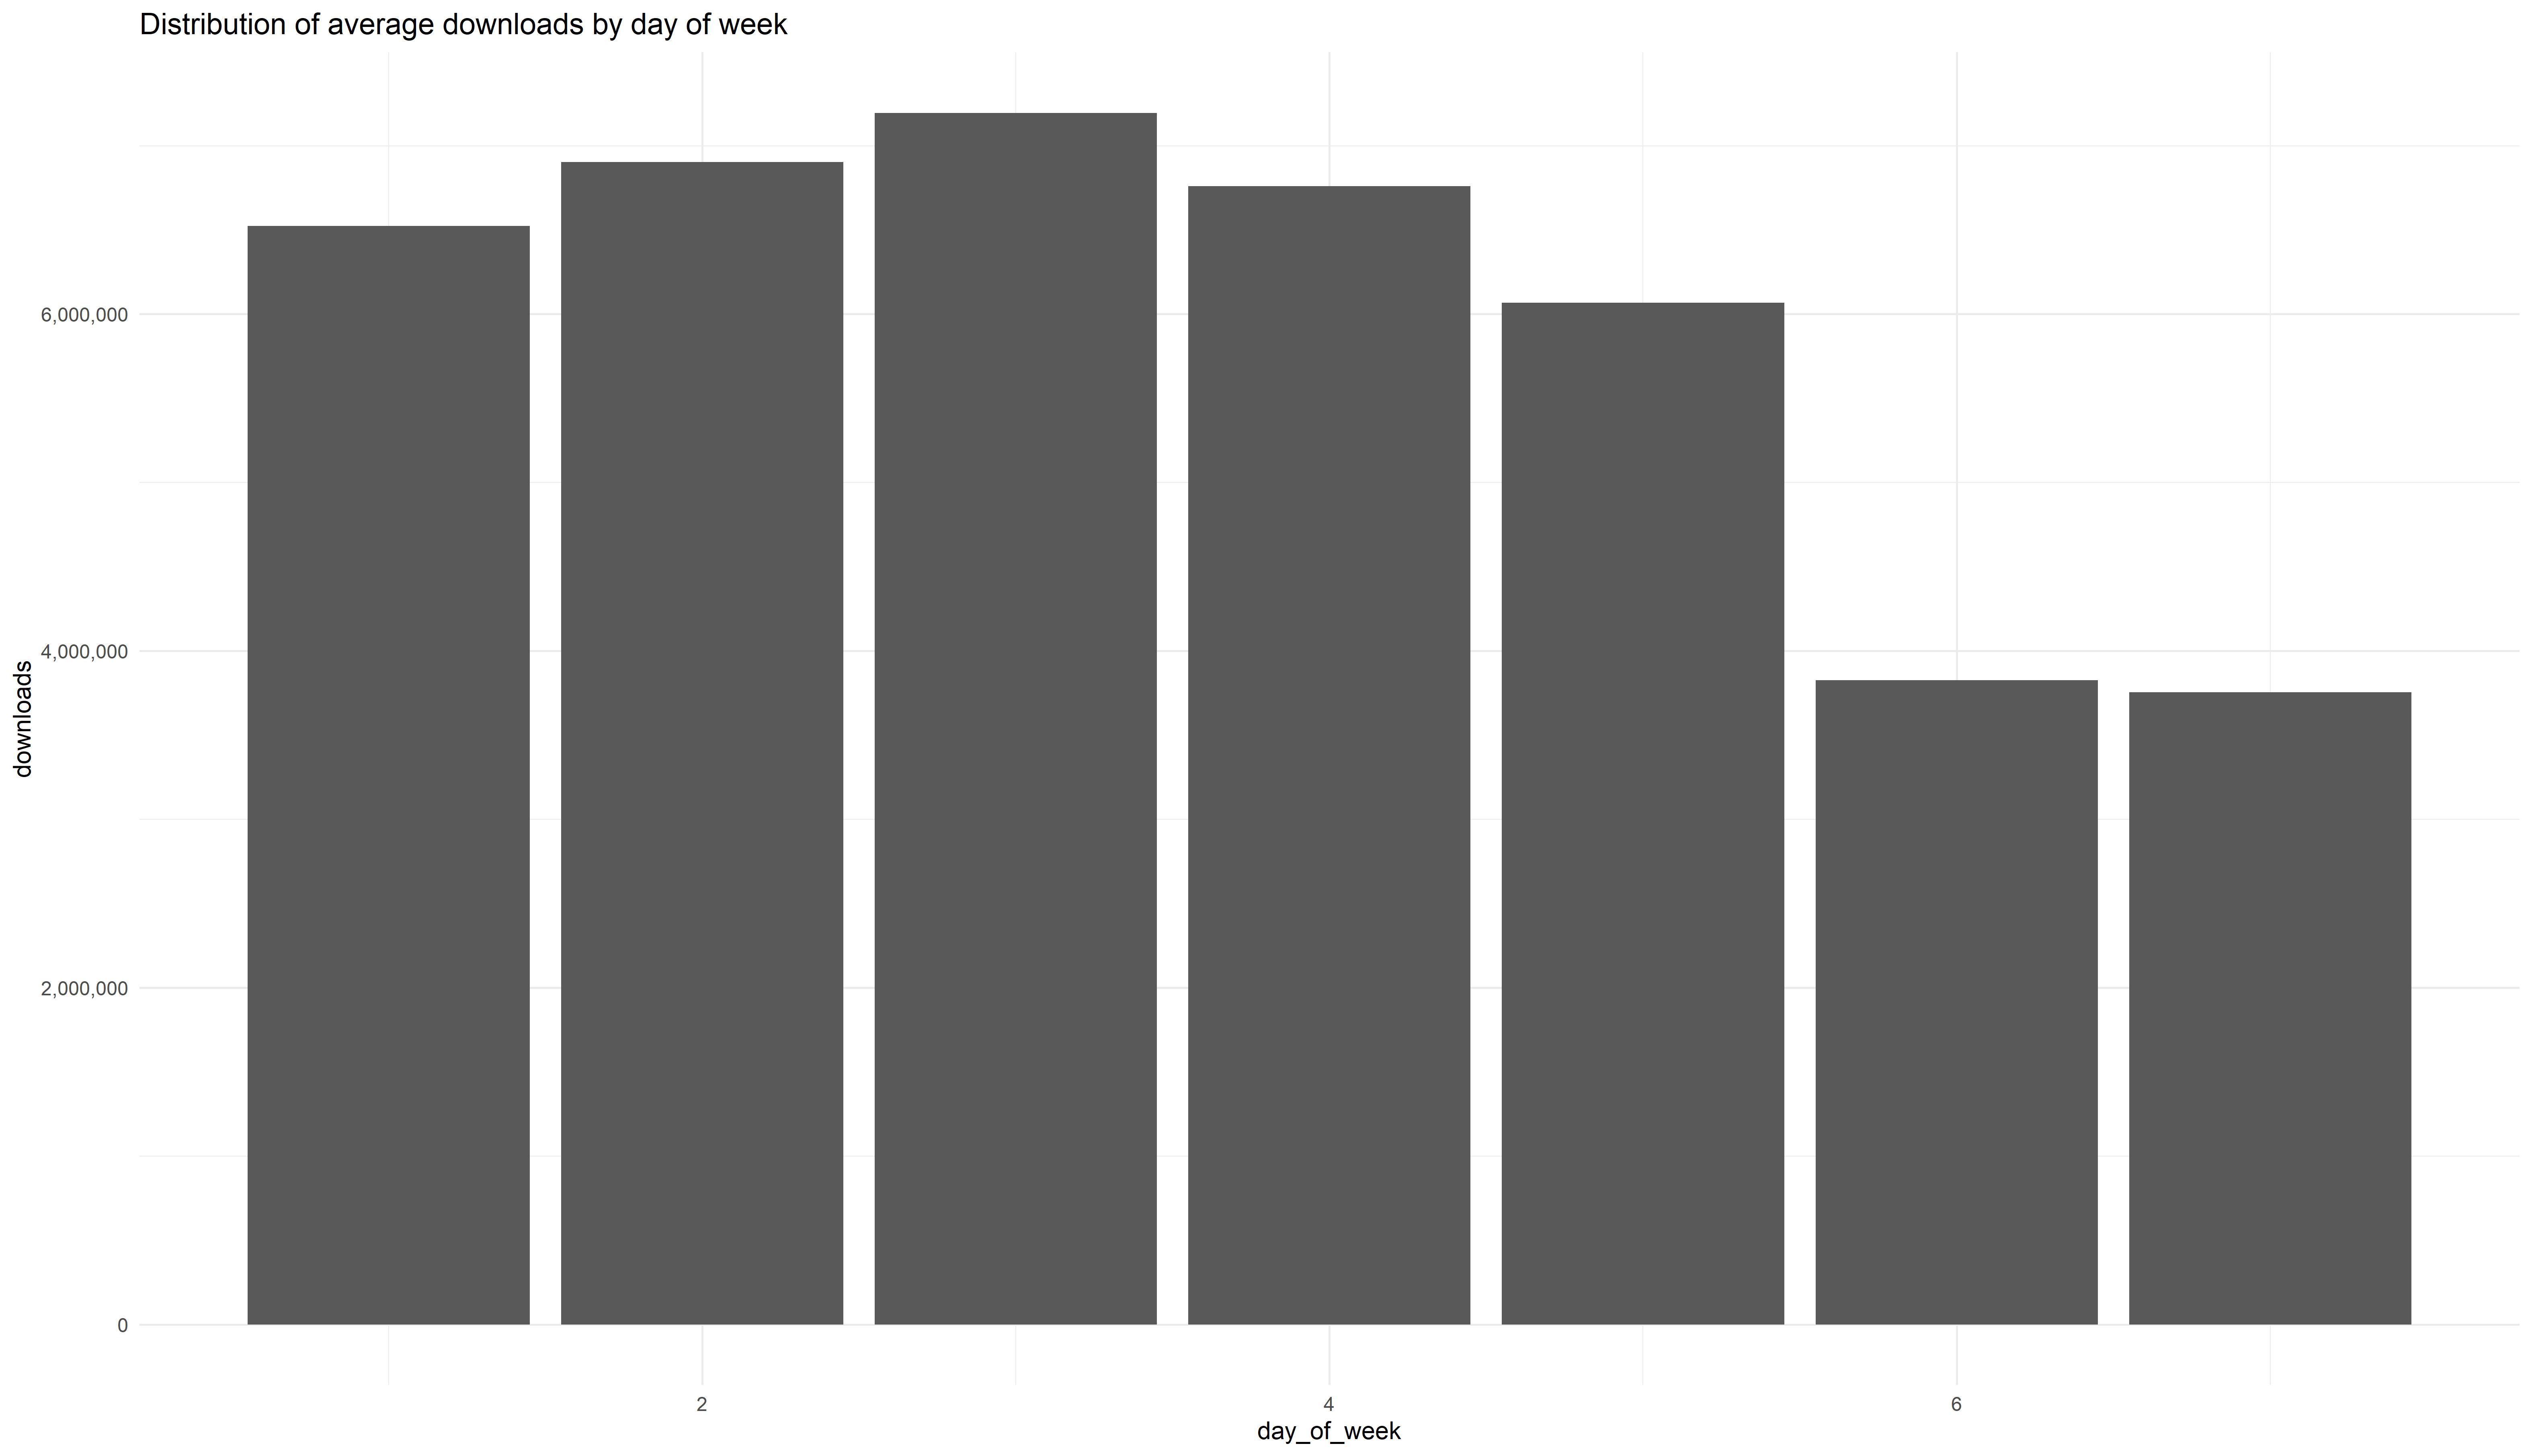 Distribution of average downloads by day of week
6,000,000
4,000,000
2,000,000
0
downloads
2
4
6
day_of_week